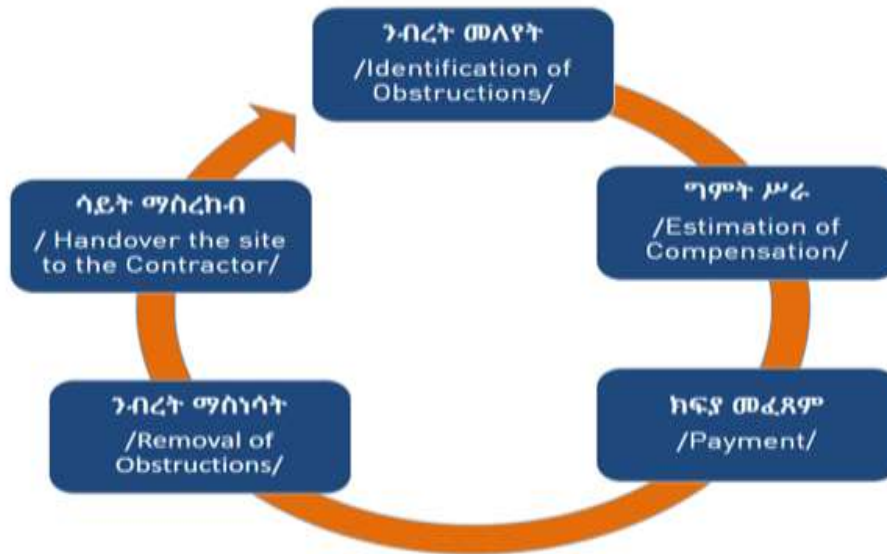 ንብረት መለየት
/Identification of
Obstructions/
ግምት ሥራ
/Estimation of
Compensation/
ክፍያ መፈጸም
/Payment/
ንብረት ማስነሳት
/Removal of
Obstructions/
ሳይት ማስረከብ
/ Handover the site
to the Contractor/